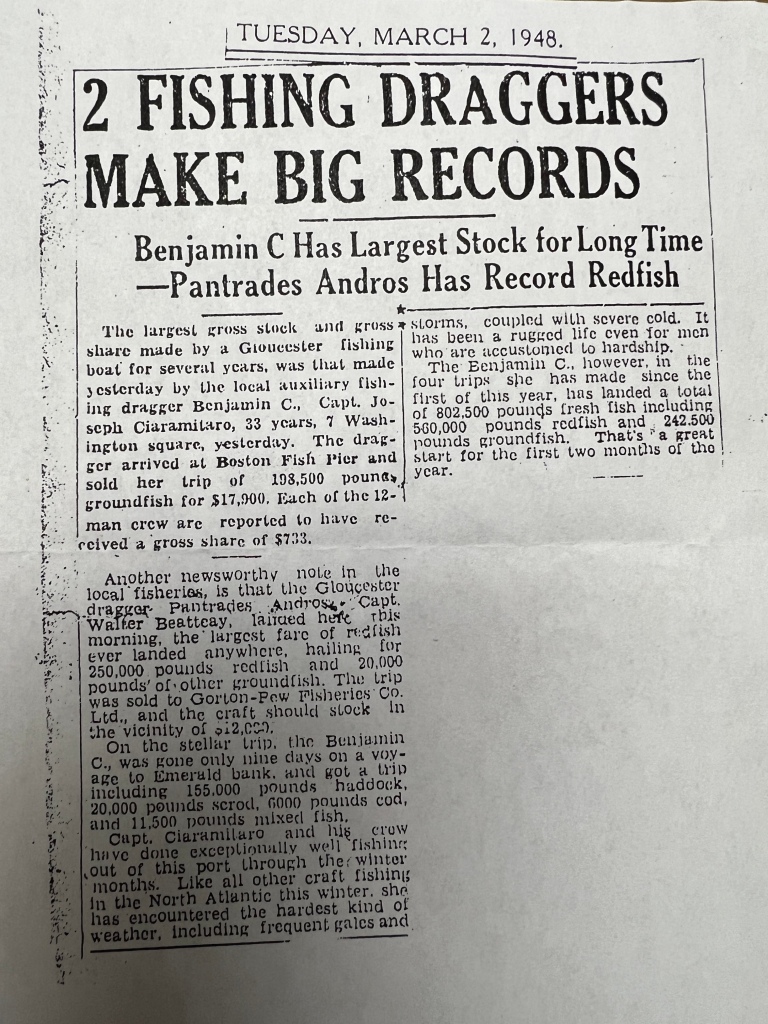 TUESDAY, MARCH 2, 1948.
2 FISHING DRAGGERS
MAKE BIG RECORDS
Benjamin C Has Largest Stock for Long Time
—Pantrades Andros Has Record Redfish
The largest gross stock and gross
share made by a Gloucester fishing
boat for several years, was that made
yesterday by the local auxiliary fish-
ing dragger Benjamin C., Capt. Jo-
seph Ciaramitaro, 33 years, 7 Wash-
ington square, yesterday. The drag-
ger arrived at Boston Fish Pier and
sold her trip of 198,500 pounds
groundfish for $17,900. Each of the 12-
man crew are reported to have re-
ceived a gross share of $733.
Another newsworthy note in the
local fisheries, is that the Gloucester
dragger Pantrades Andros, Capt.
Walter Beatteay, landed here this
morning, the largest fare of redfish
ever landed anywhere, hailing for
250,000 pounds redfish and 20,000
pounds of other groundfish. The trip
was sold to Gorton-Pew Fisheries Co.
Ltd., and the craft should stock in
the vicinity of $12,000.
On the stellar trip, the Benjamin
C., was gone only nine days on a voy-
age to Emerald bank, and got a trip
including 155,000 pounds haddock,
20,000 pounds scrod, 6000 pounds cod,
and 11,500 pounds mixed fish.
Capt. Ciaramitaro and his crew
have done exceptionally well fishing
out of this port through the winter
months. Like all other craft fishing
in the North Atlantic this winter, she
has encountered the hardest kind of
weather, including frequent gales and
storms, coupled with severe cold. It
has been a rugged life even for men
who are accustomed to hardship.
The Benjamin C., however, in the
four trips she has made since the
first of this year, has landed a total
of 802,500 pounds fresh fish including
560,000 pounds redfish and 242,500
pounds groundfish. That's a great
start for the first two months of the
year.